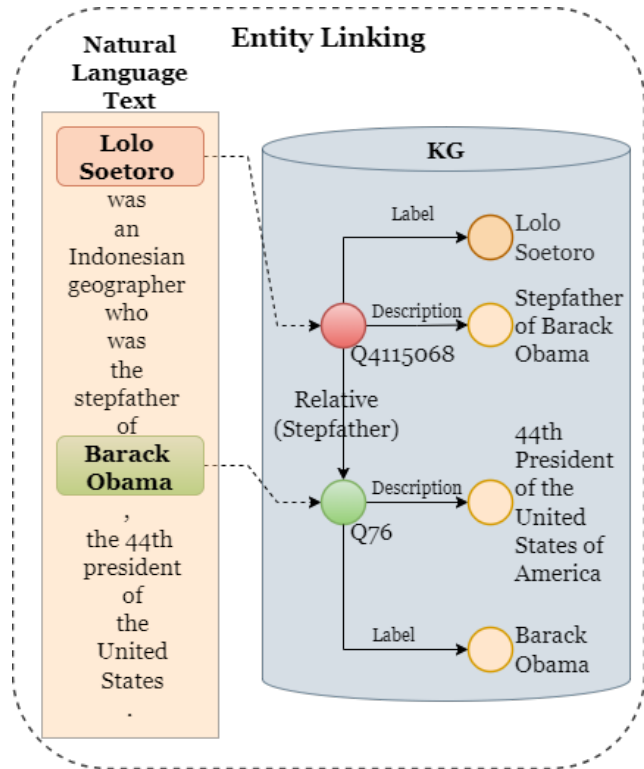 Entity Linking
Natural
Language
Text
Lolo
Soetoro
was
an
Indonesian
geographer
who
was
the
stepfather
of
Barack
Obama
,
the 44th
president
of
the
United
States
.
KG
Label
Lolo
Soetoro
Description
Stepfather
of Barack
Obama
Q4115068
Relative
(Stepfather)
44th
President
of the
United
States of
America
Description
Q76
Label
Barack
Obama